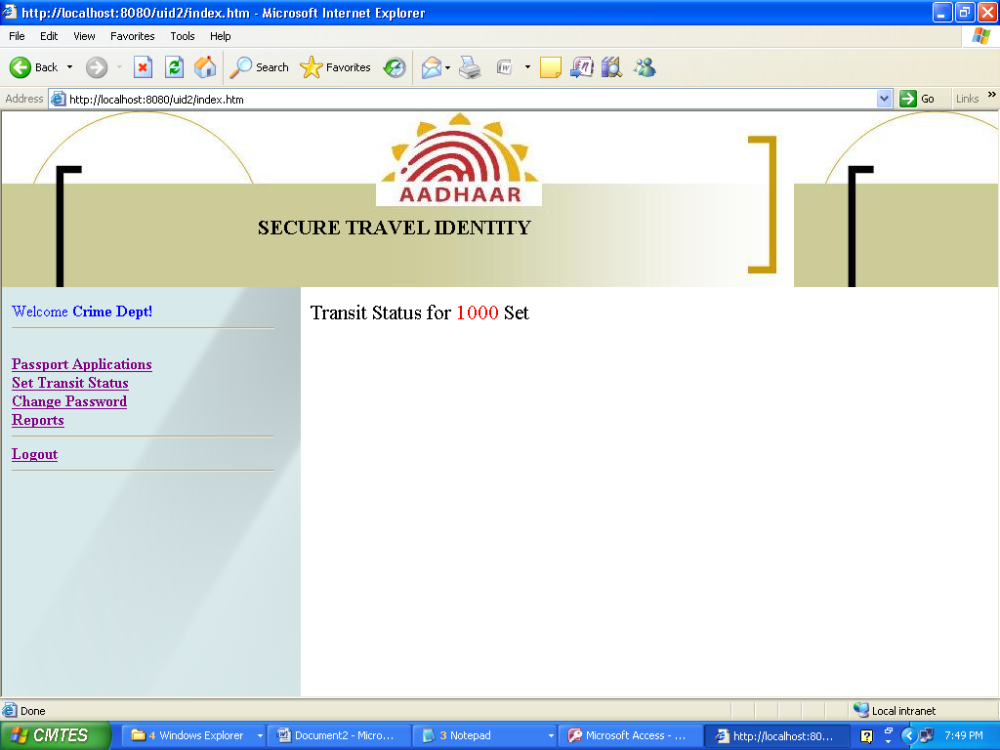 http://localhost:8080/uid2/index.htm - Microsoft Internet Explorer
File Edit View Favorites Tools Help
Back Search Favorites
Address http://localhost:8080/uid2/index.htm Go Links »
AADHAAR
SECURE TRAVEL IDENTITY
Welcome Crime Dept!
Transit Status for 1000 Set
Passport Applications
Set Transit Status
Change Password
Reports
Logout
Done Local intranet
CMTES 4 Windows Explorer Document2 - Micro... 3 Notepad Microsoft Access - ... http://localhost:80... 7:49 PM